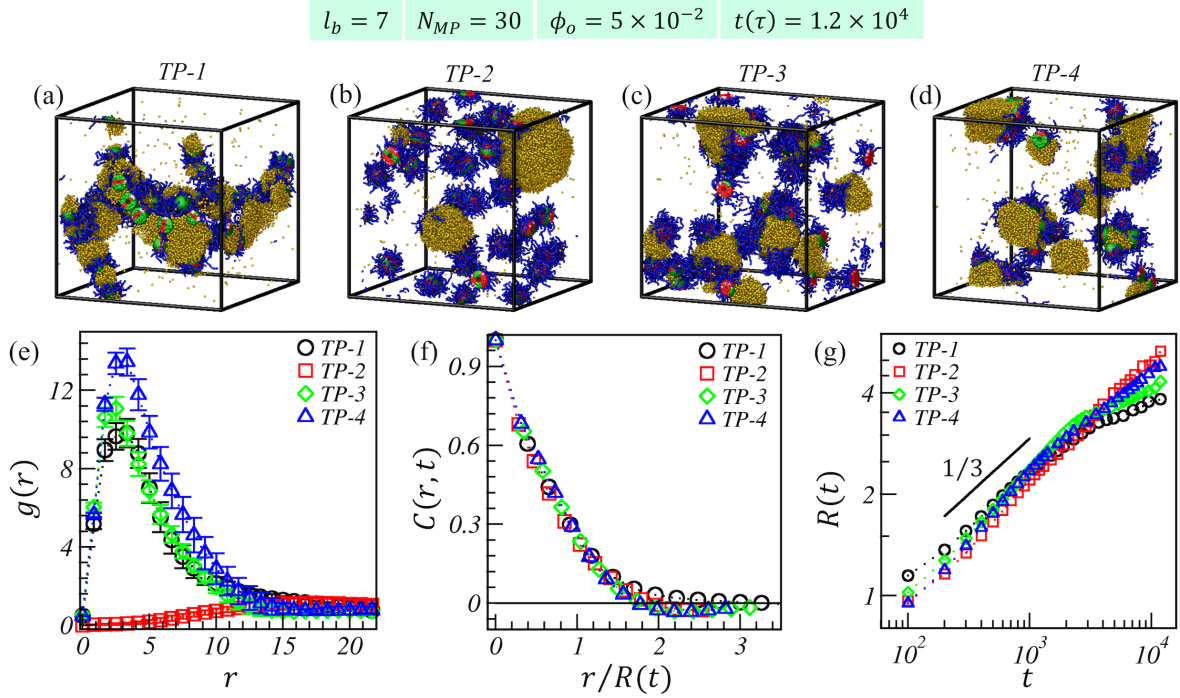 l_b = 7 N_MP = 30 ϕ_o = 5 × 10^-2 t(τ) = 1.2 × 10^4
TP-1 TP-2 TP-3 TP-4
(a) (b) (c) (d)
(e)
TP-1
TP-2
TP-3
TP-4
12
8
4
0
g(r)
0 5 10 15 20
r
(f)
TP-1
TP-2
TP-3
TP-4
0.9
0.6
0.3
0
C(r, t)
0 1 2 3
r/R(t)
(g)
TP-1
TP-2
TP-3
TP-4
1/3
4
2
1
R(t)
10^2 10^3 10^4
t